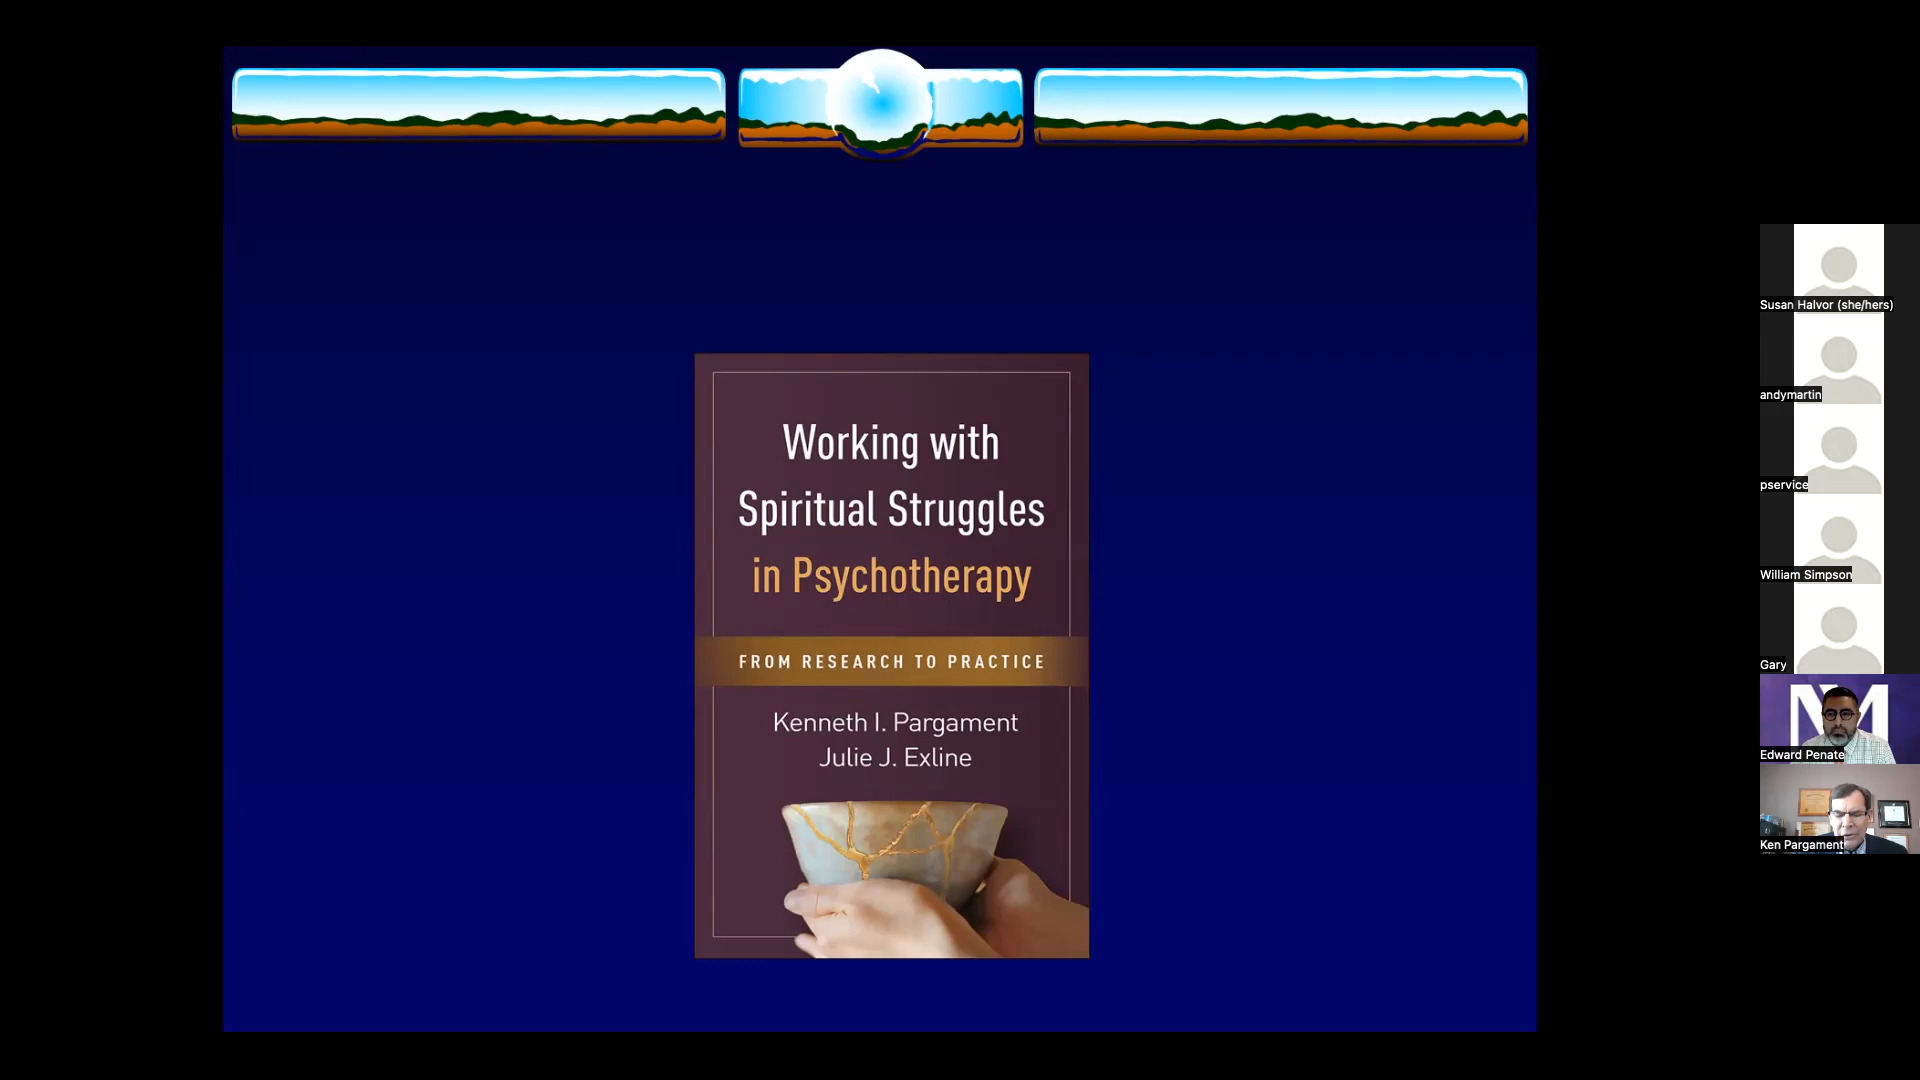 Working with
Spiritual Struggles
in Psychotherapy
FROM RESEARCH TO PRACTICE
Kenneth I. Pargament
Julie J. Exline
Susan Halvor (she/hers)
andymartin
pservice
William Simpson
Gary
Edward Penate
Ken Pargament